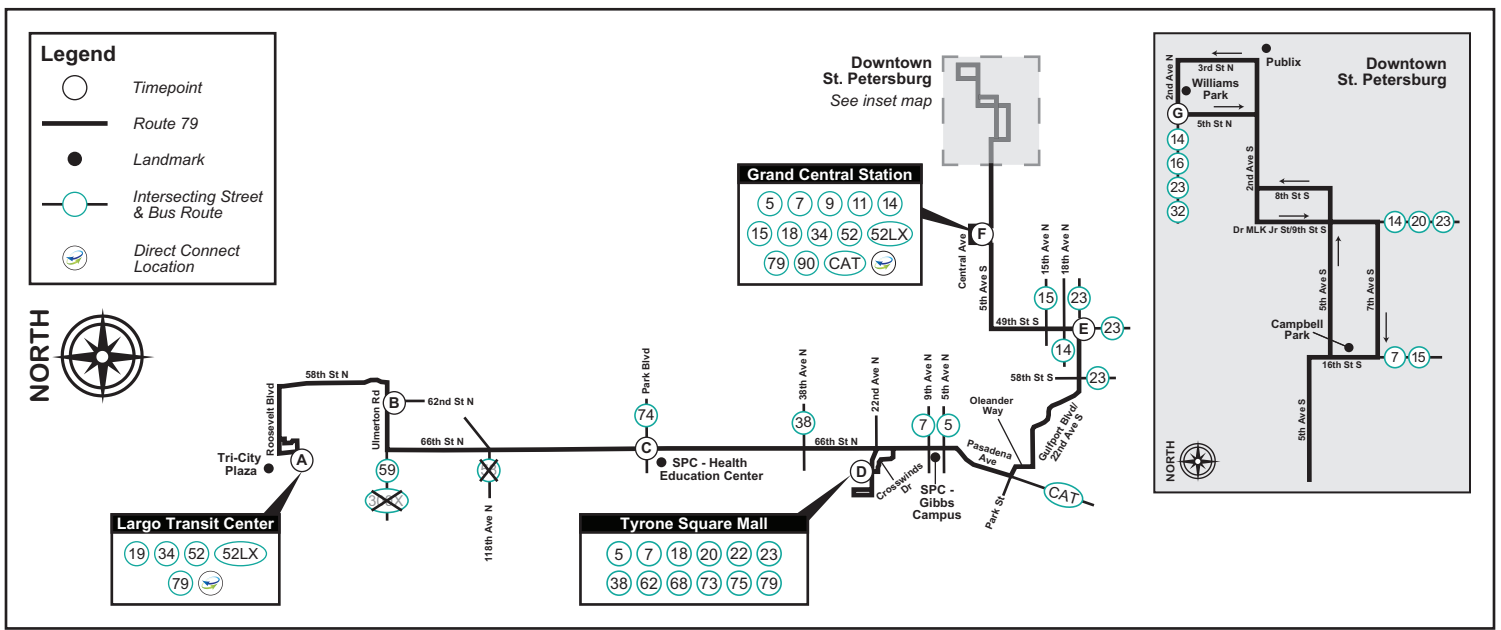 Legend
Timepoint
Route 79
Landmark
Intersecting Street
& Bus Route
Direct Connect
Location
NORTH
Downtown
St. Petersburg
See inset map
Grand Central Station
5 7 9 11 14
15 18 34 52 52LX
79 90 CAT
Central Ave
F
5th Ave S
15th Ave N
18th Ave N
15
23
49th St S
E
23
14
58th St S
23
Roosevelt Blvd
58th St N
B
62nd St N
Ulmerton Rd
66th St N
Tri-City
Plaza
A
59
118th Ave N
Park Blvd
74
C
SPC - Health
Education Center
38th Ave N
38
66th St N
22nd Ave N
D
Crosswinds
Dr
9th Ave N
5th Ave N
7
5
SPC -
Gibbs
Campus
Pasadena
Ave
Oleander
Way
Park St
Gulfport Blvd/
22nd Ave S
CAT
Largo Transit Center
19 34 52 52LX
79
Tyrone Square Mall
5 7 18 20 22 23
38 62 68 73 75 79
Downtown
St. Petersburg
Publix
3rd St N
2nd Ave N
Williams
Park
G
5th St N
14
16
23
32
2nd Ave S
8th St S
Dr MLK Jr St/9th St S
14 20 23
5th Ave S
7th Ave S
Campbell
Park
16th St S
7 15
5th Ave S
NORTH